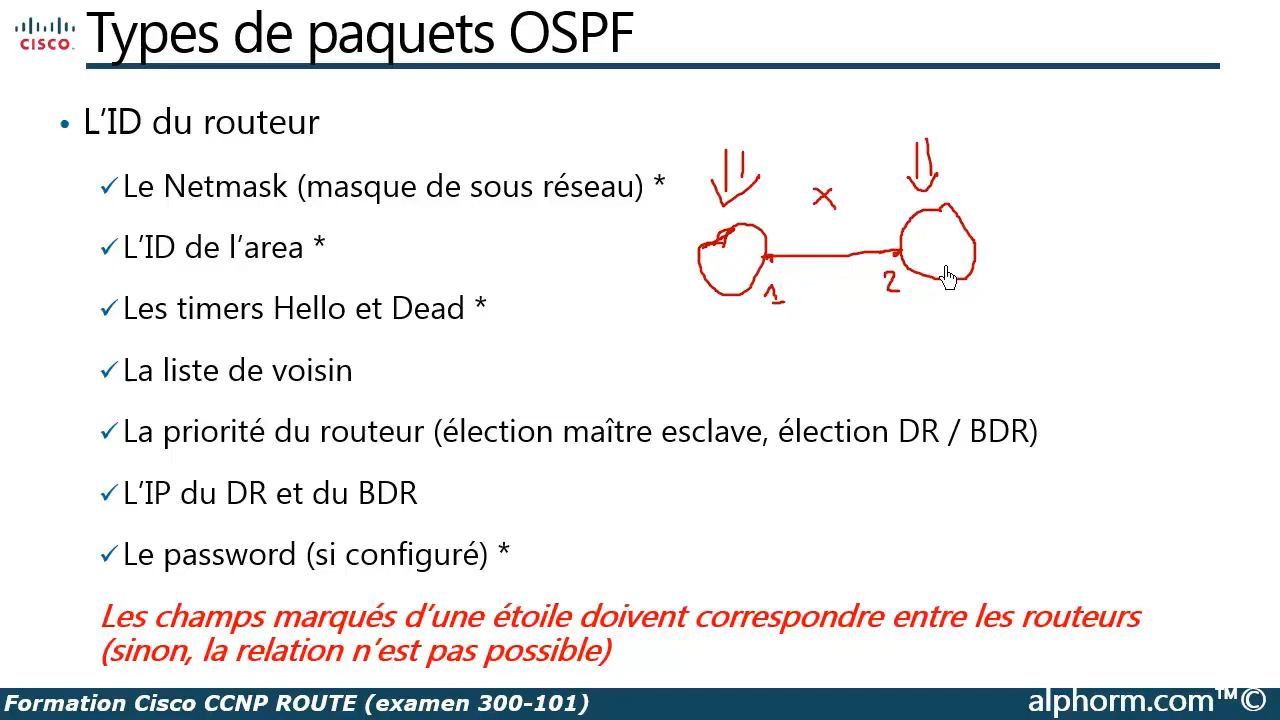 CISCO
Types de paquets OSPF
• L’ID du routeur
✓ Le Netmask (masque de sous réseau) *
✓ L’ID de l’area *
✓ Les timers Hello et Dead *
✓ La liste de voisin
✓ La priorité du routeur (élection maître esclave, élection DR / BDR)
✓ L’IP du DR et du BDR
✓ Le password (si configuré) *
x
1
2
Les champs marqués d’une étoile doivent correspondre entre les routeurs
(sinon, la relation n’est pas possible)
Formation Cisco CCNP ROUTE (examen 300-101)
alphorm.com™©